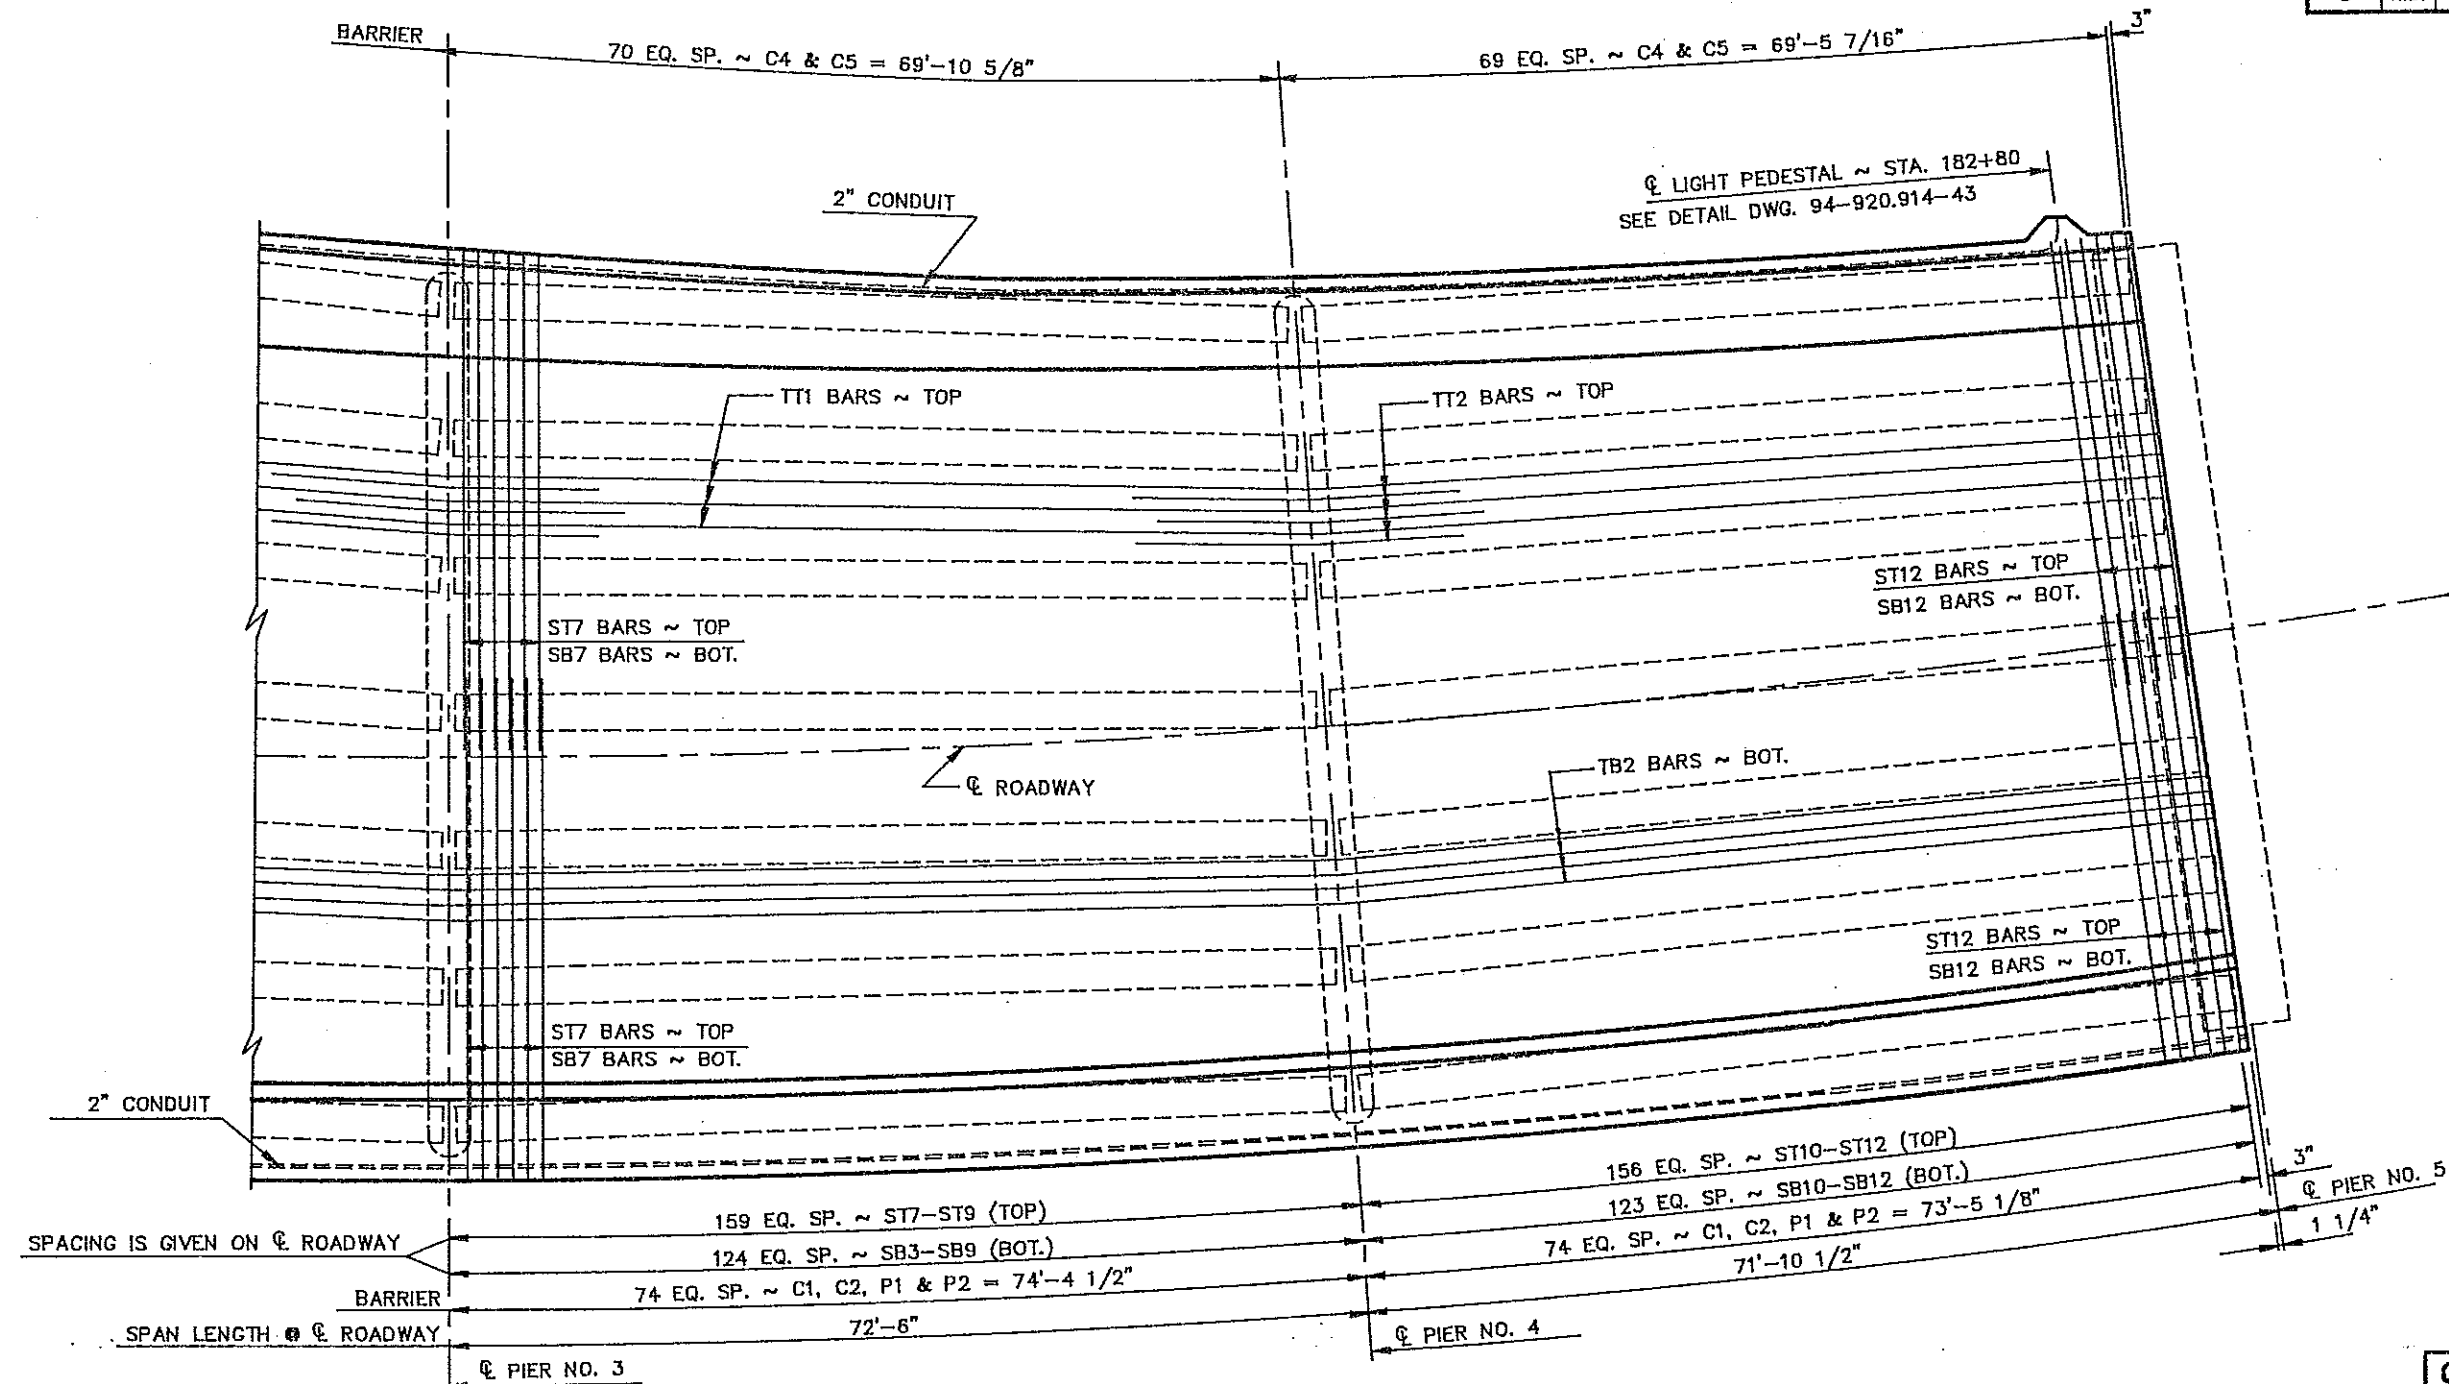 3"
BARRIER
70 EQ. SP. ~ C4 & C5 = 69'-10 5/8"
69 EQ. SP. ~ C4 & C5 = 69'-5 7/16"
℄ LIGHT PEDESTAL ~ STA. 182+80
SEE DETAIL DWG. 94-920.914-43
2" CONDUIT
TT1 BARS ~ TOP
TT2 BARS ~ TOP
ST12 BARS ~ TOP
SB12 BARS ~ BOT.
ST7 BARS ~ TOP
SB7 BARS ~ BOT.
℄ ROADWAY
TB2 BARS ~ BOT.
ST12 BARS ~ TOP
SB12 BARS ~ BOT.
ST7 BARS ~ TOP
SB7 BARS ~ BOT.
2" CONDUIT
156 EQ. SP. ~ ST10-ST12 (TOP)
123 EQ. SP. ~ SB10-SB12 (BOT.)
74 EQ. SP. ~ C1, C2, P1 & P2 = 73'-5 1/8"
71'-10 1/2"
3"
℄ PIER NO. 5
1 1/4"
159 EQ. SP. ~ ST7-ST9 (TOP)
SPACING IS GIVEN ON ℄ ROADWAY
124 EQ. SP. ~ SB3-SB9 (BOT.)
74 EQ. SP. ~ C1, C2, P1 & P2 = 74'-4 1/2"
BARRIER
SPAN LENGTH @ ℄ ROADWAY
72'-6"
℄ PIER NO. 4
℄ PIER NO. 3